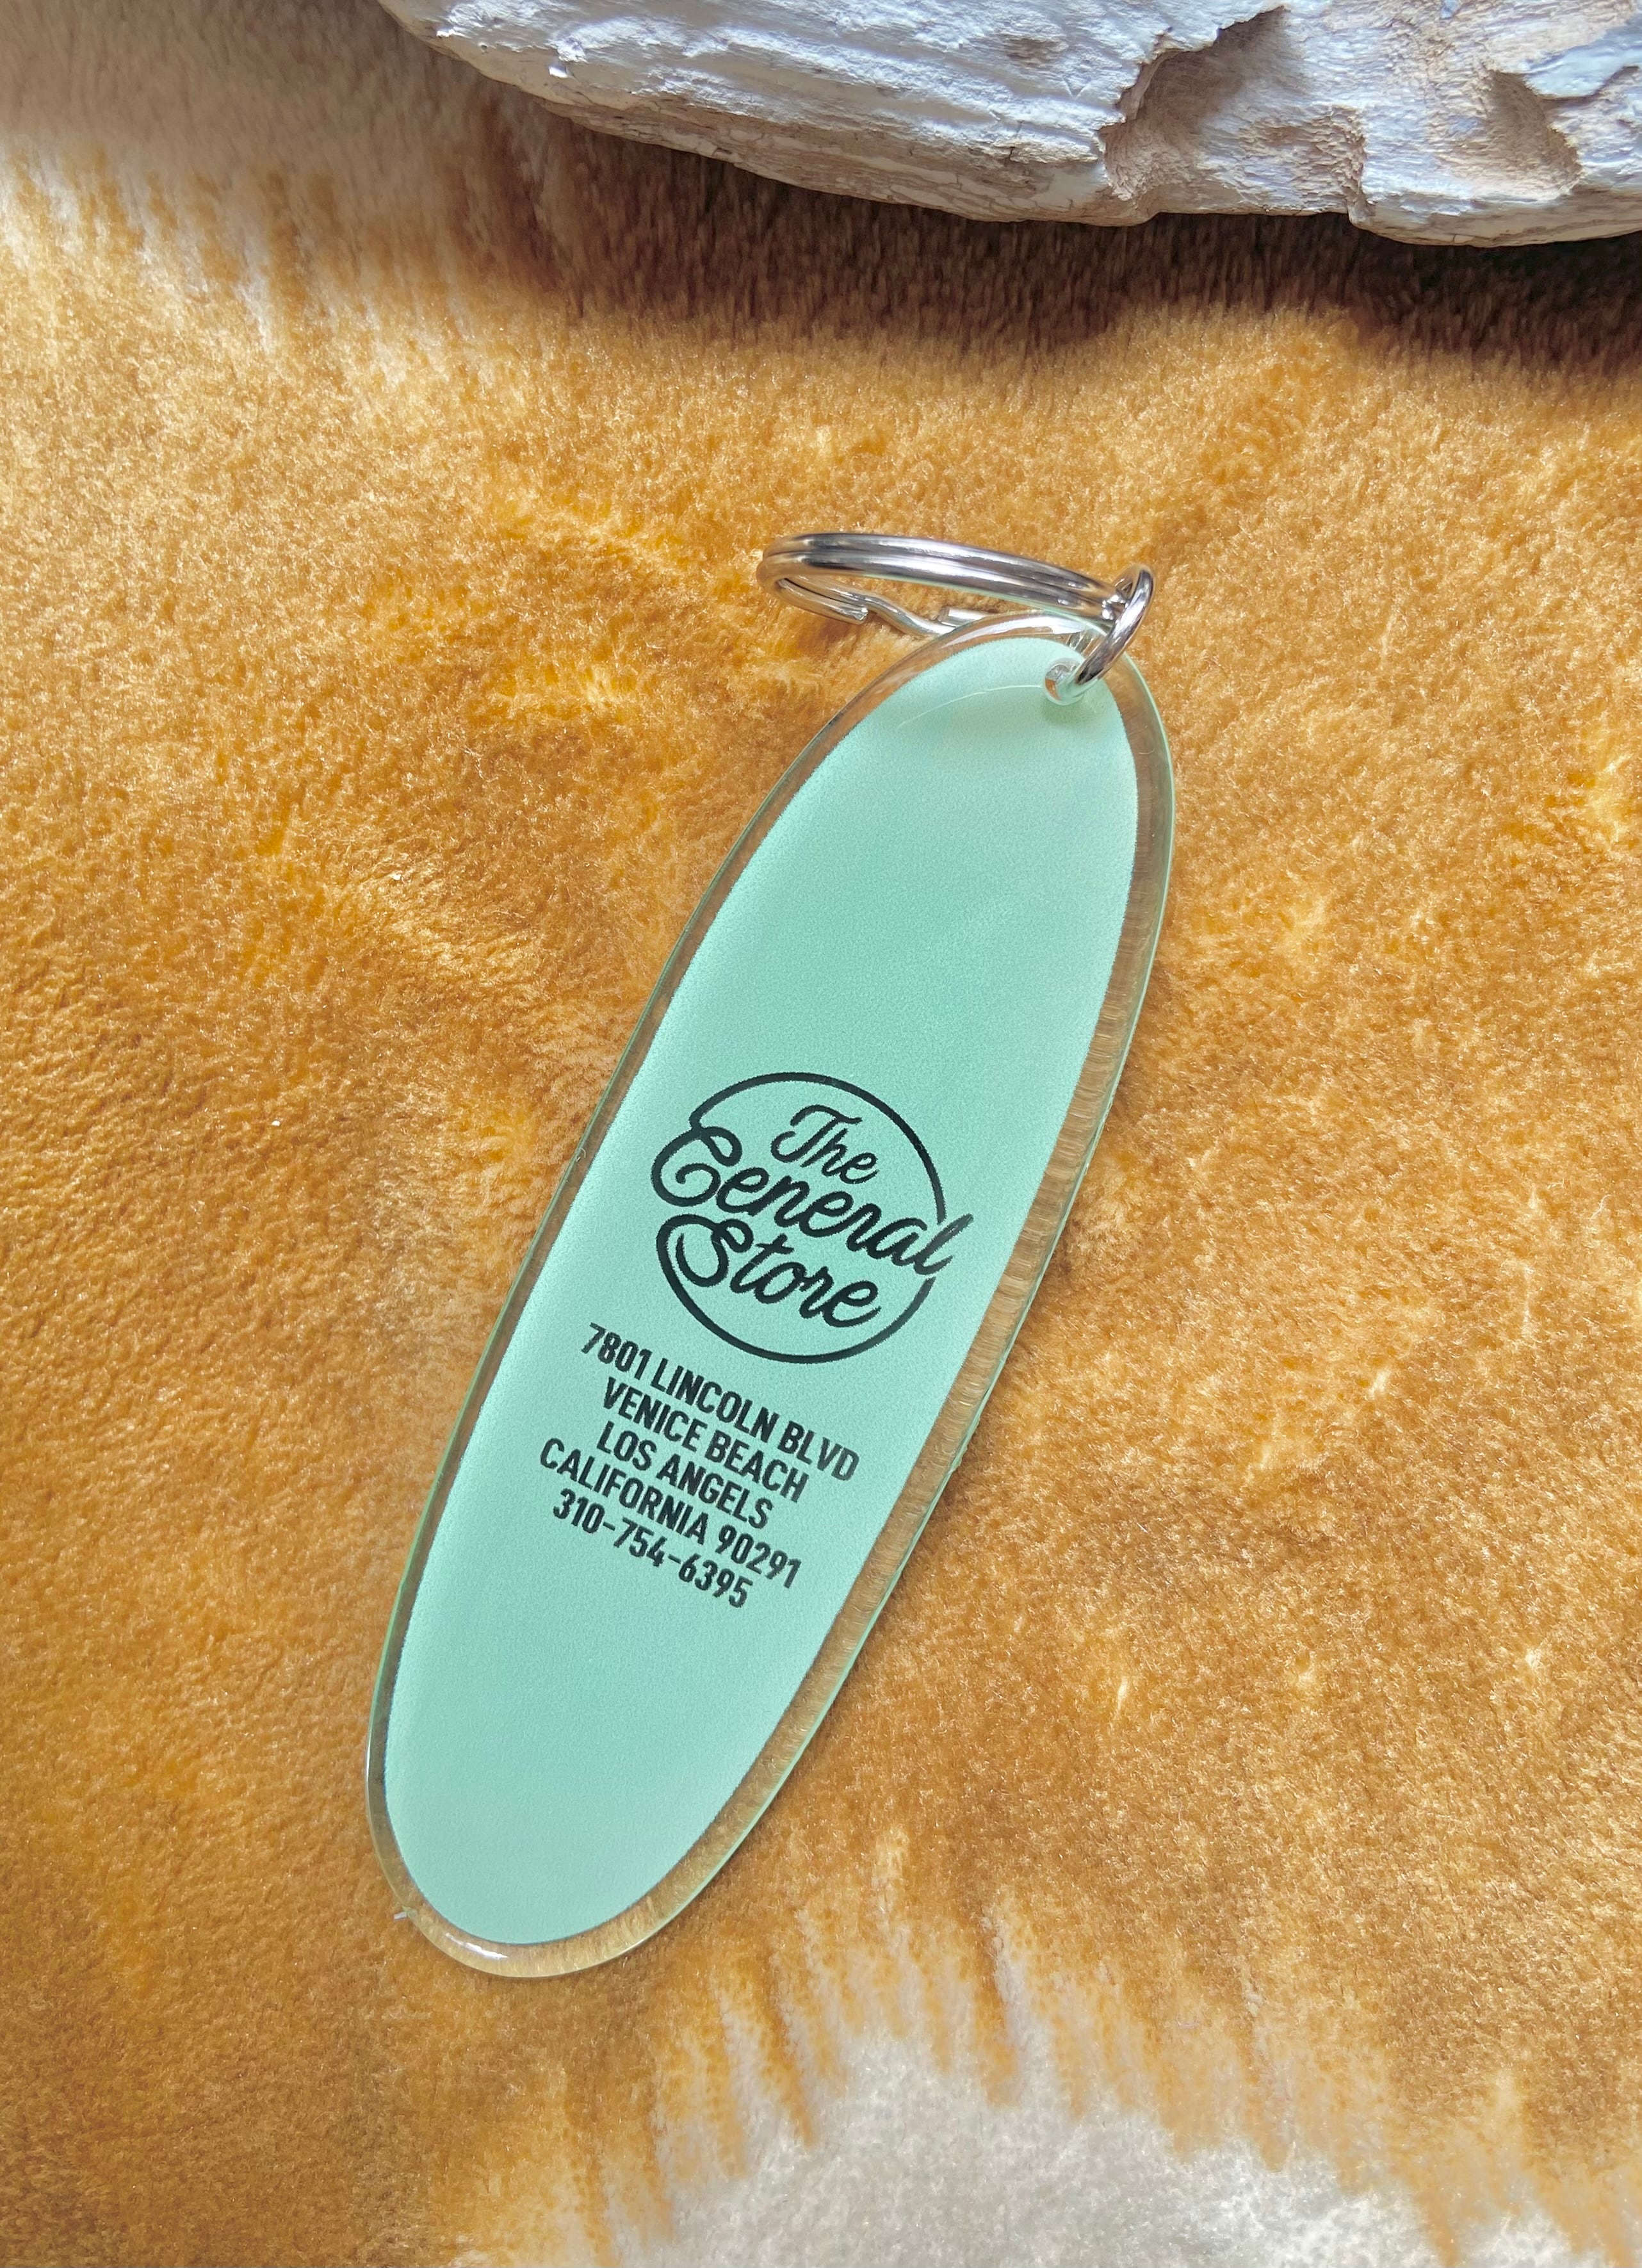 The
General
Store
7801 LINCOLN BLVD
VENICE BEACH
LOS ANGELS
CALIFORNIA 90291
310-754-6395